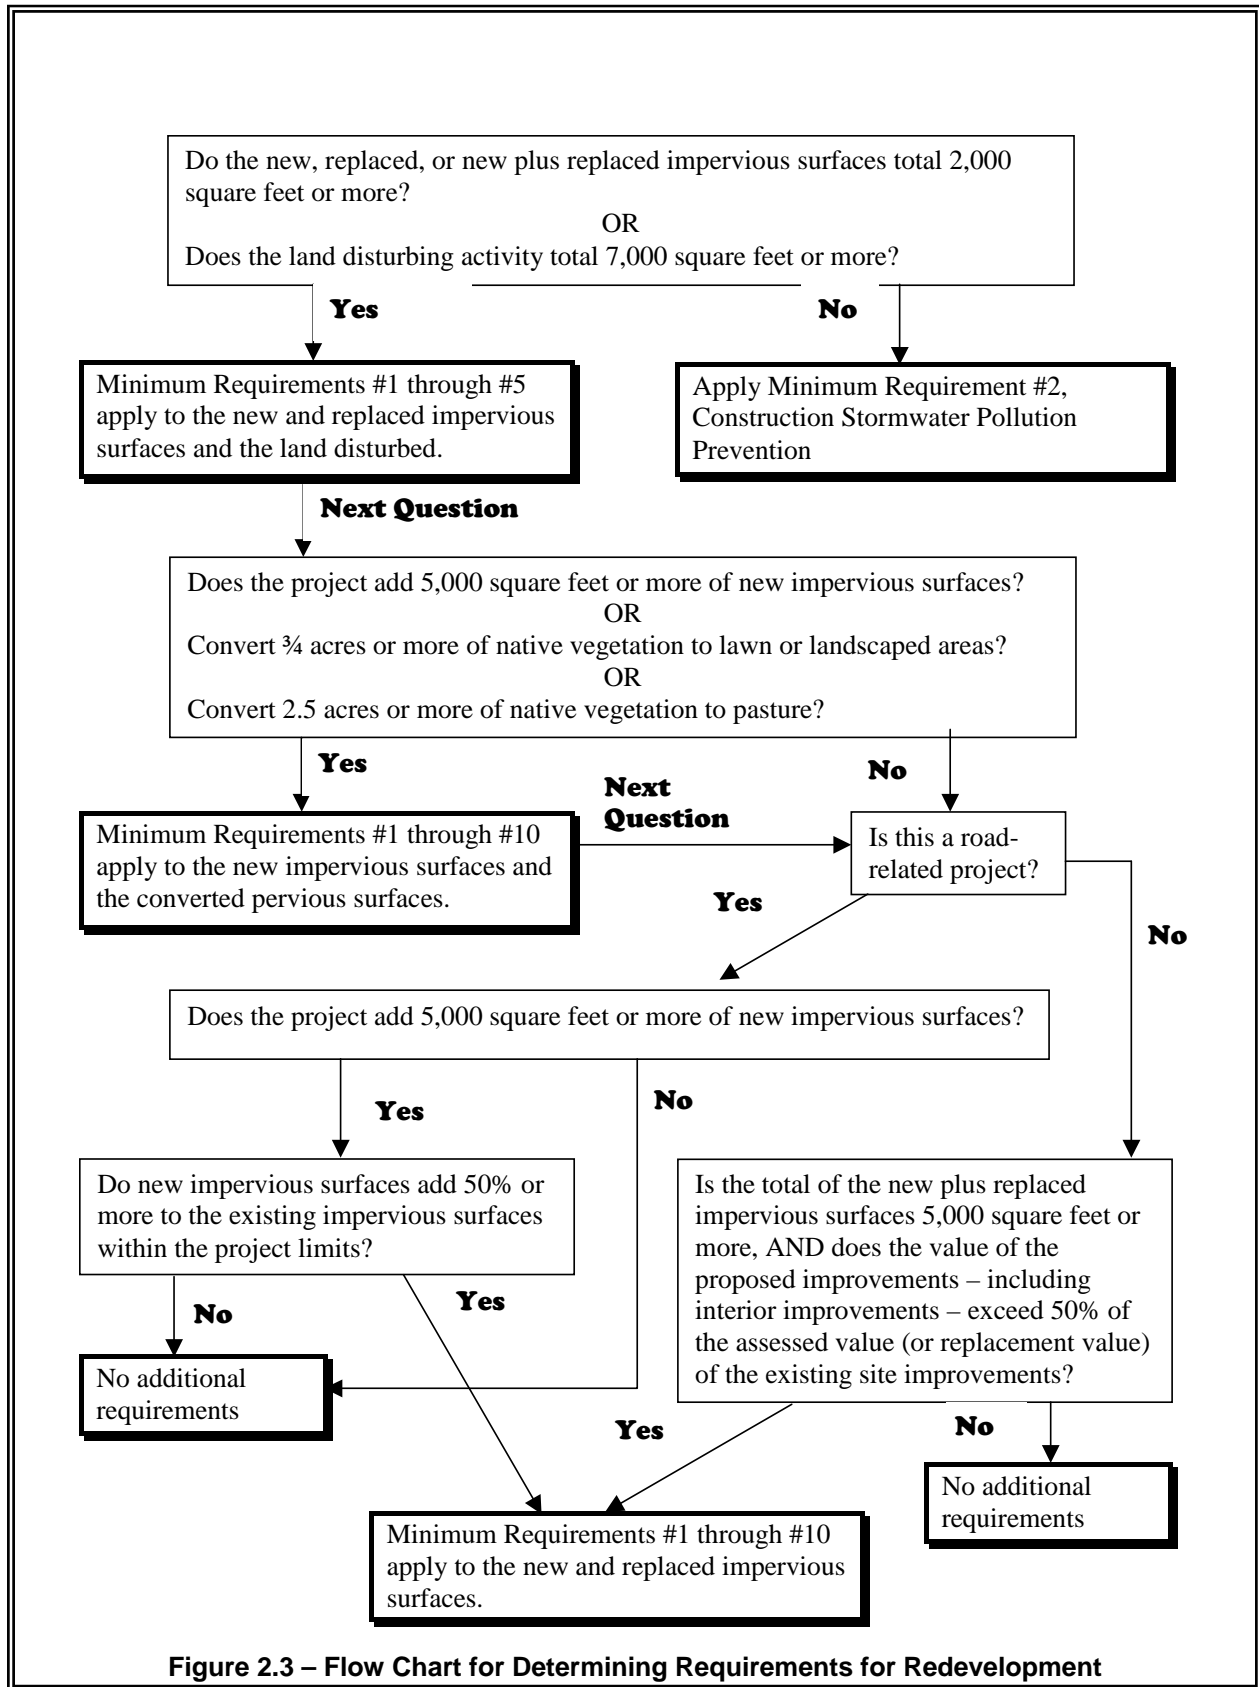 Do the new, replaced, or new plus replaced impervious surfaces total 2,000
square feet or more?
OR
Does the land disturbing activity total 7,000 square feet or more?
Yes
No
Minimum Requirements #1 through #5
apply to the new and replaced impervious
surfaces and the land disturbed.
Apply Minimum Requirement #2,
Construction Stormwater Pollution
Prevention
Next Question
Does the project add 5,000 square feet or more of new impervious surfaces?
OR
Convert ¾ acres or more of native vegetation to lawn or landscaped areas?
OR
Convert 2.5 acres or more of native vegetation to pasture?
Yes
No
Minimum Requirements #1 through #10
apply to the new impervious surfaces and
the converted pervious surfaces.
Next
Question
Is this a road-
related project?
Yes
No
Does the project add 5,000 square feet or more of new impervious surfaces?
Yes
No
Do new impervious surfaces add 50% or
more to the existing impervious surfaces
within the project limits?
Is the total of the new plus replaced
impervious surfaces 5,000 square feet or
more, AND does the value of the
proposed improvements – including
interior improvements – exceed 50% of
the assessed value (or replacement value)
of the existing site improvements?
No
Yes
No additional
requirements
Yes
No
No additional
requirements
Minimum Requirements #1 through #10
apply to the new and replaced impervious
surfaces.
Figure 2.3 – Flow Chart for Determining Requirements for Redevelopment